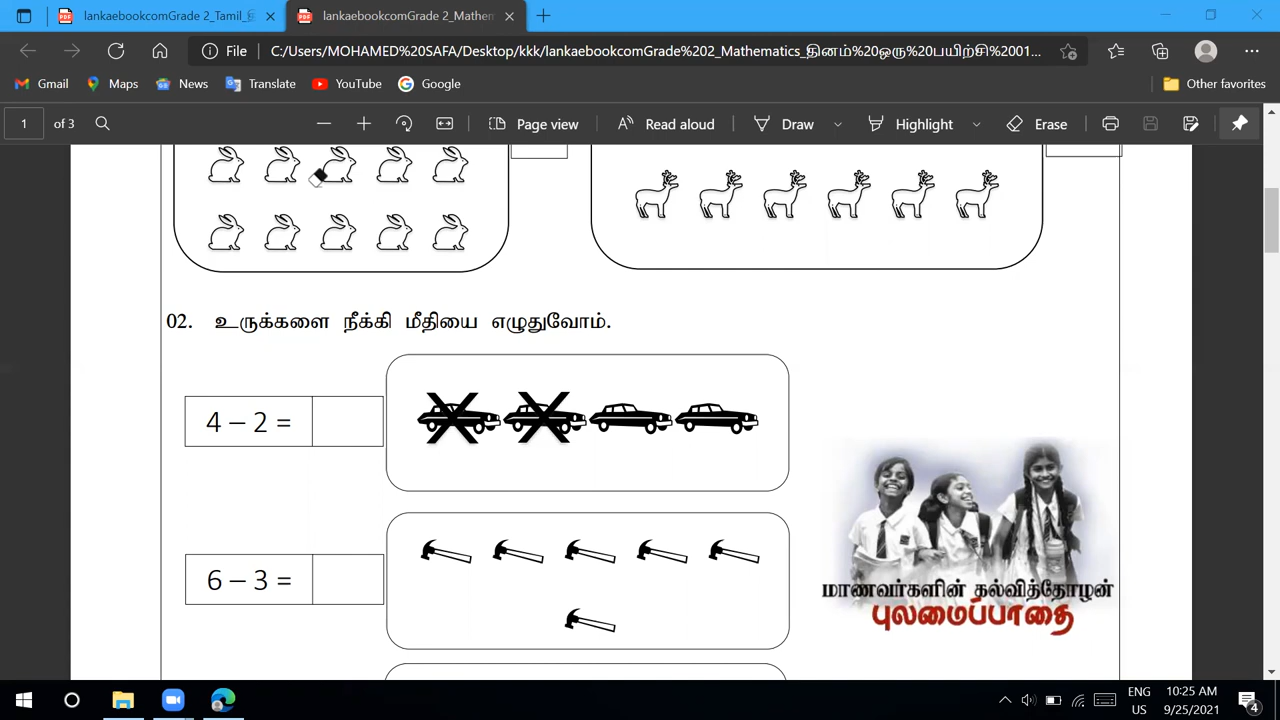 lankaebookcomGrade 2_Tamil_
lankaebookcomGrade 2_Mathem
File
C:/Users/MOHAMED%20SAFA/Desktop/kkk/lankaebookcomGrade%202_Mathematics_தினம்%20ஒரு%20பயிற்சி%2001...
Gmail
Maps
News
Translate
YouTube
Google
Other favorites
1 of 3
Page view
Read aloud
Draw
Highlight
Erase
02. உருக்களை நீக்கி மீதியை எழுதுவோம்.
4 – 2 =
6 – 3 =
மாணவர்களின் கல்வித்தோழன்
புலமைப்பாதை
ENG
US
10:25 AM
9/25/2021
4